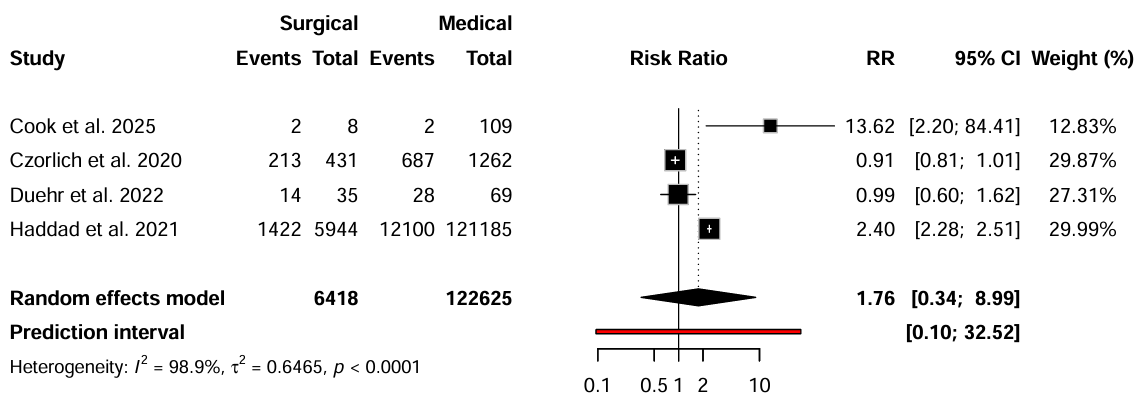 Surgical Medical
Study Events Total Events Total Risk Ratio RR 95% CI Weight (%)
Cook et al. 2025 2 8 2 109 13.62 [2.20; 84.41] 12.83%
Czorlich et al. 2020 213 431 687 1262 0.91 [0.81; 1.01] 29.87%
Duehr et al. 2022 14 35 28 69 0.99 [0.60; 1.62] 27.31%
Haddad et al. 2021 1422 5944 12100 121185 2.40 [2.28; 2.51] 29.99%
Random effects model 6418 122625 1.76 [0.34; 8.99]
Prediction interval [0.10; 32.52]
Heterogeneity: I² = 98.9%, τ² = 0.6465, p < 0.0001
0.1 0.5 1 2 10